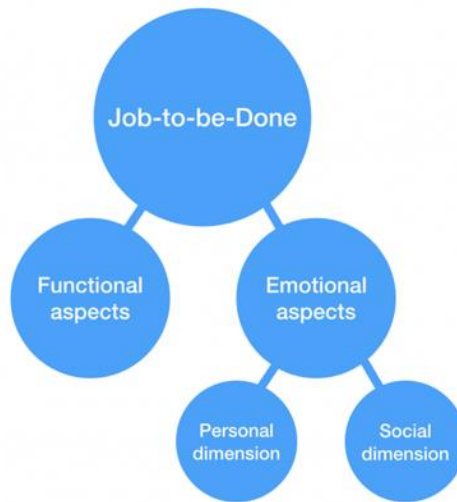 Job-to-be-Done
Functional
aspects
Emotional
aspects
Personal
dimension
Social
dimension